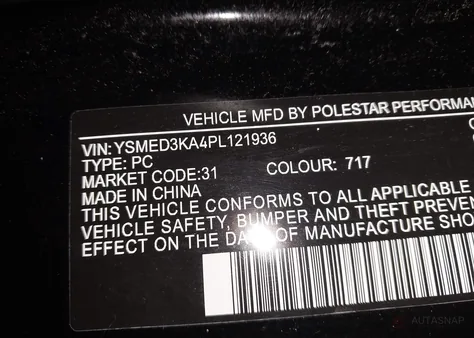 VEHICLE MFD BY POLESTAR PERFORMA
VIN: YSMED3KA4PL121936
TYPE: PC
MARKET CODE:31 COLOUR: 717
MADE IN CHINA
THIS VEHICLE CONFORMS TO ALL APPLICABLE
VEHICLE SAFETY, BUMPER AND THEFT PREVEN
EFFECT ON THE DATE OF MANUFACTURE SHO
AUTASNAP